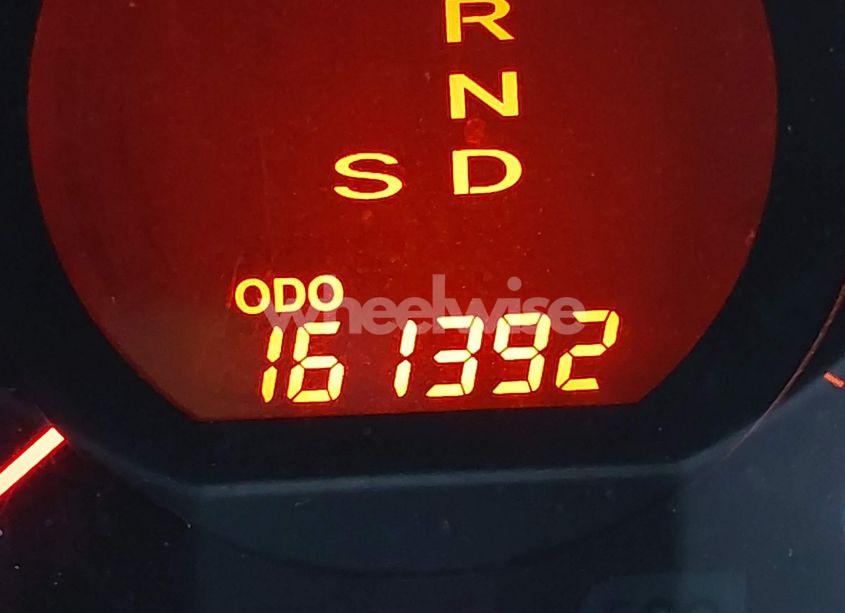 R
N
S D
ODO
wheelwise
161392